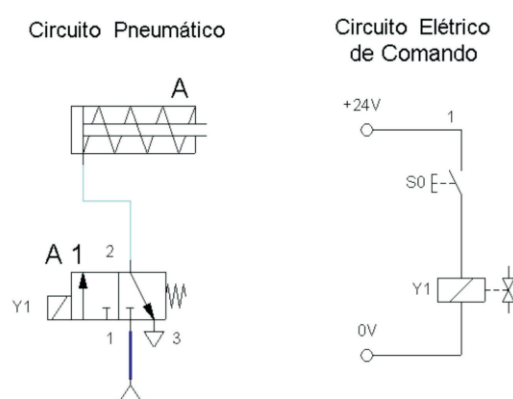 Circuito Pneumático
A
A 1
2
Y1
1
3
Circuito Elétrico
de Comando
+24V
1
S0
Y1
0V